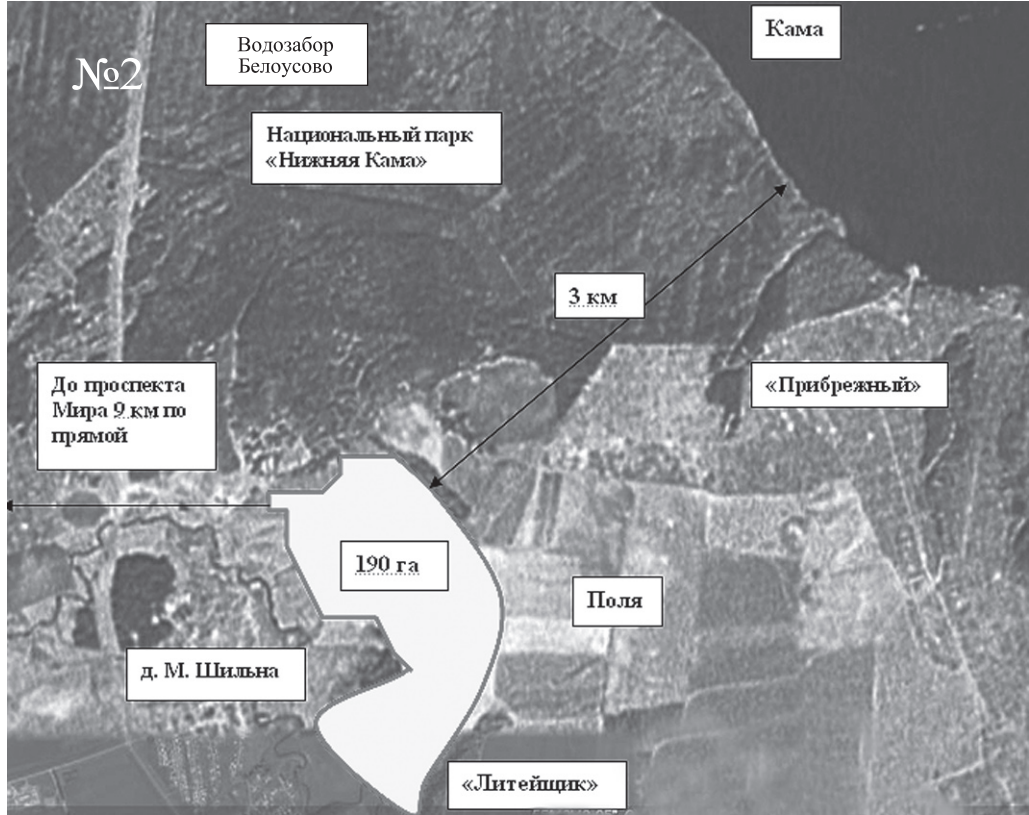 №2
Водозабор
Белоусово
Кама
Национальный парк
«Нижняя Кама»
3 км
До проспекта
Мира 9 км по
прямой
«Прибрежный»
190 га
Поля
д. М. Шильна
«Литейщик»